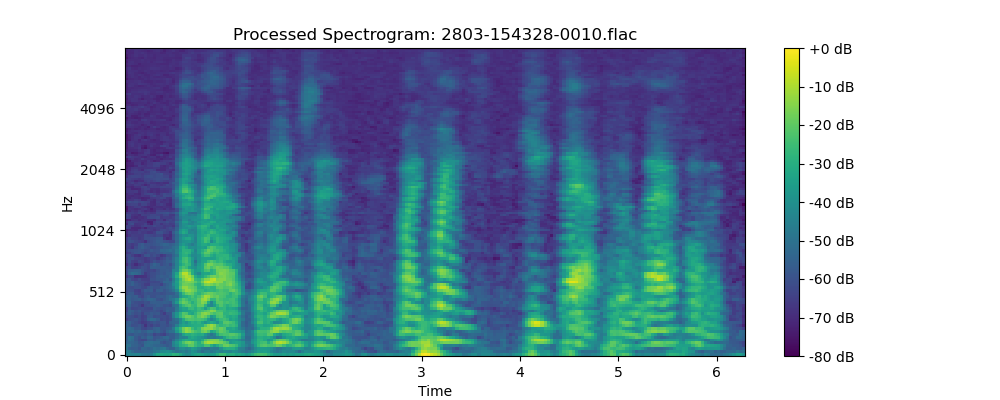 Processed Spectrogram: 2803-154328-0010.flac
+0 dB
-10 dB
-20 dB
-30 dB
-40 dB
-50 dB
-60 dB
-70 dB
-80 dB
Hz
4096
2048
1024
512
0
0 1 2 3 4 5 6
Time